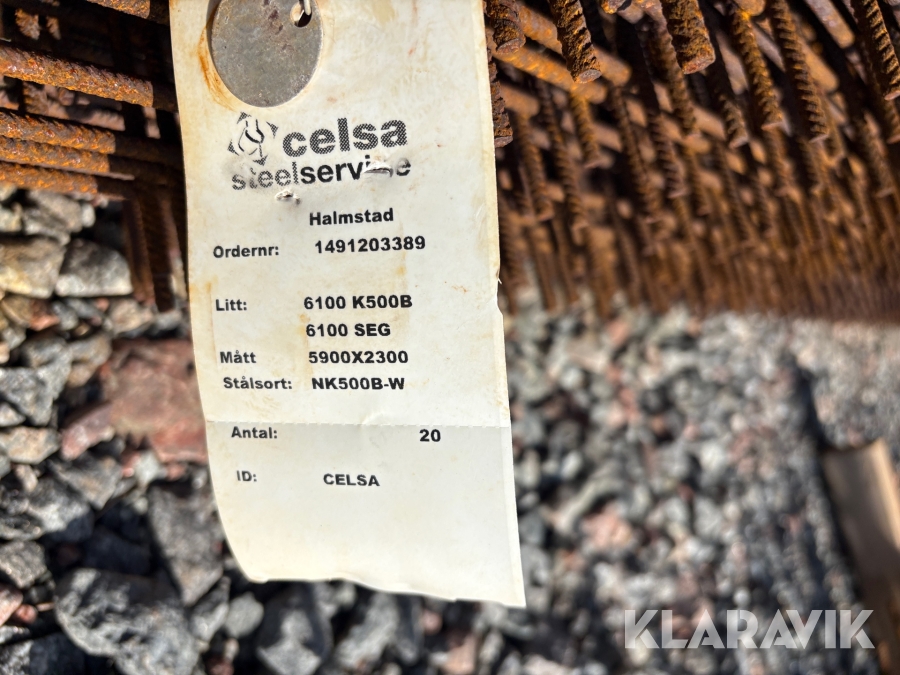 celsa
steelservice
Halmstad
Ordernr: 1491203389
Litt: 6100 K500B
6100 SEG
Mått 5900X2300
Stålsort: NK500B-W
Antal: 20
ID: CELSA
KLARAVIK